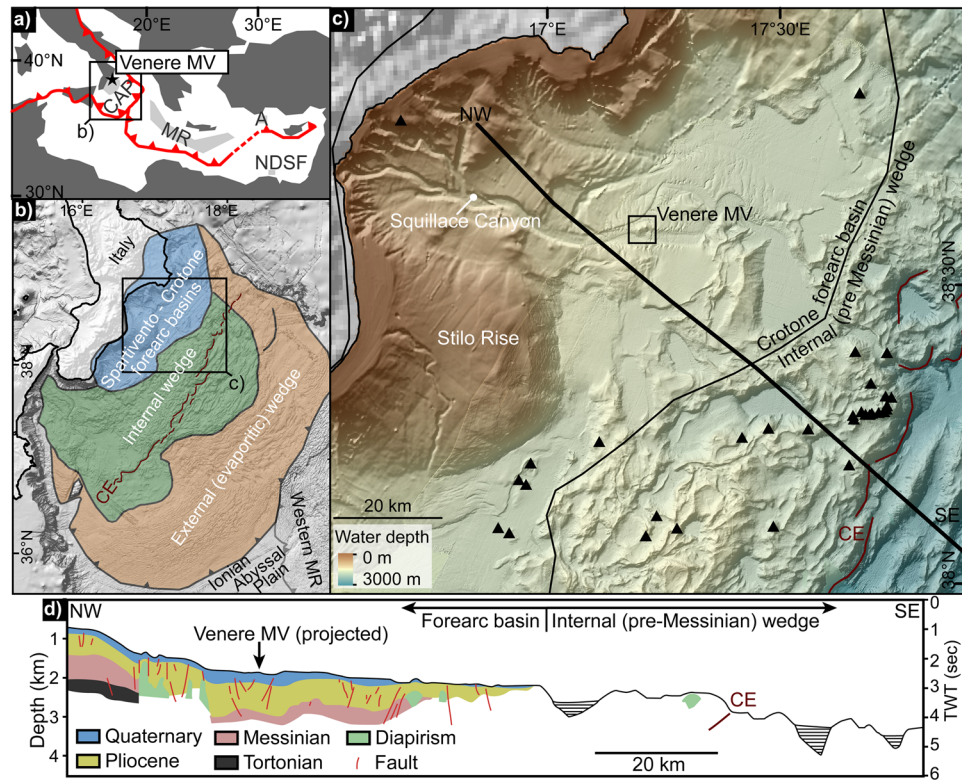 a)
20°E
30°E
40°N
Venere MV
CAP
b)
MR
A
NDSF
30°N
b)
16°E
18°E
Italy
Spartivento - Crotone
forearc basins
Internal wedge
c)
38°N
CE
External (evaporitic) wedge
36°N
Ionian
Abyssal
Plain
Western MR
c)
17°E
17°30'E
NW
Squillace Canyon
Venere MV
Crotone forearc basin
Internal (pre Messinian) wedge
38°30'N
Stilo Rise
20 km
Water depth
0 m
3000 m
CE
SE
38°N
d)
NW
Forearc basin
Internal (pre-Messinian) wedge
SE
Venere MV (projected)
Depth (km)
1
2
3
4
0
1
2
3
4
5
6
TWT (sec)
CE
Quaternary
Messinian
Diapirism
Pliocene
Tortonian
Fault
20 km